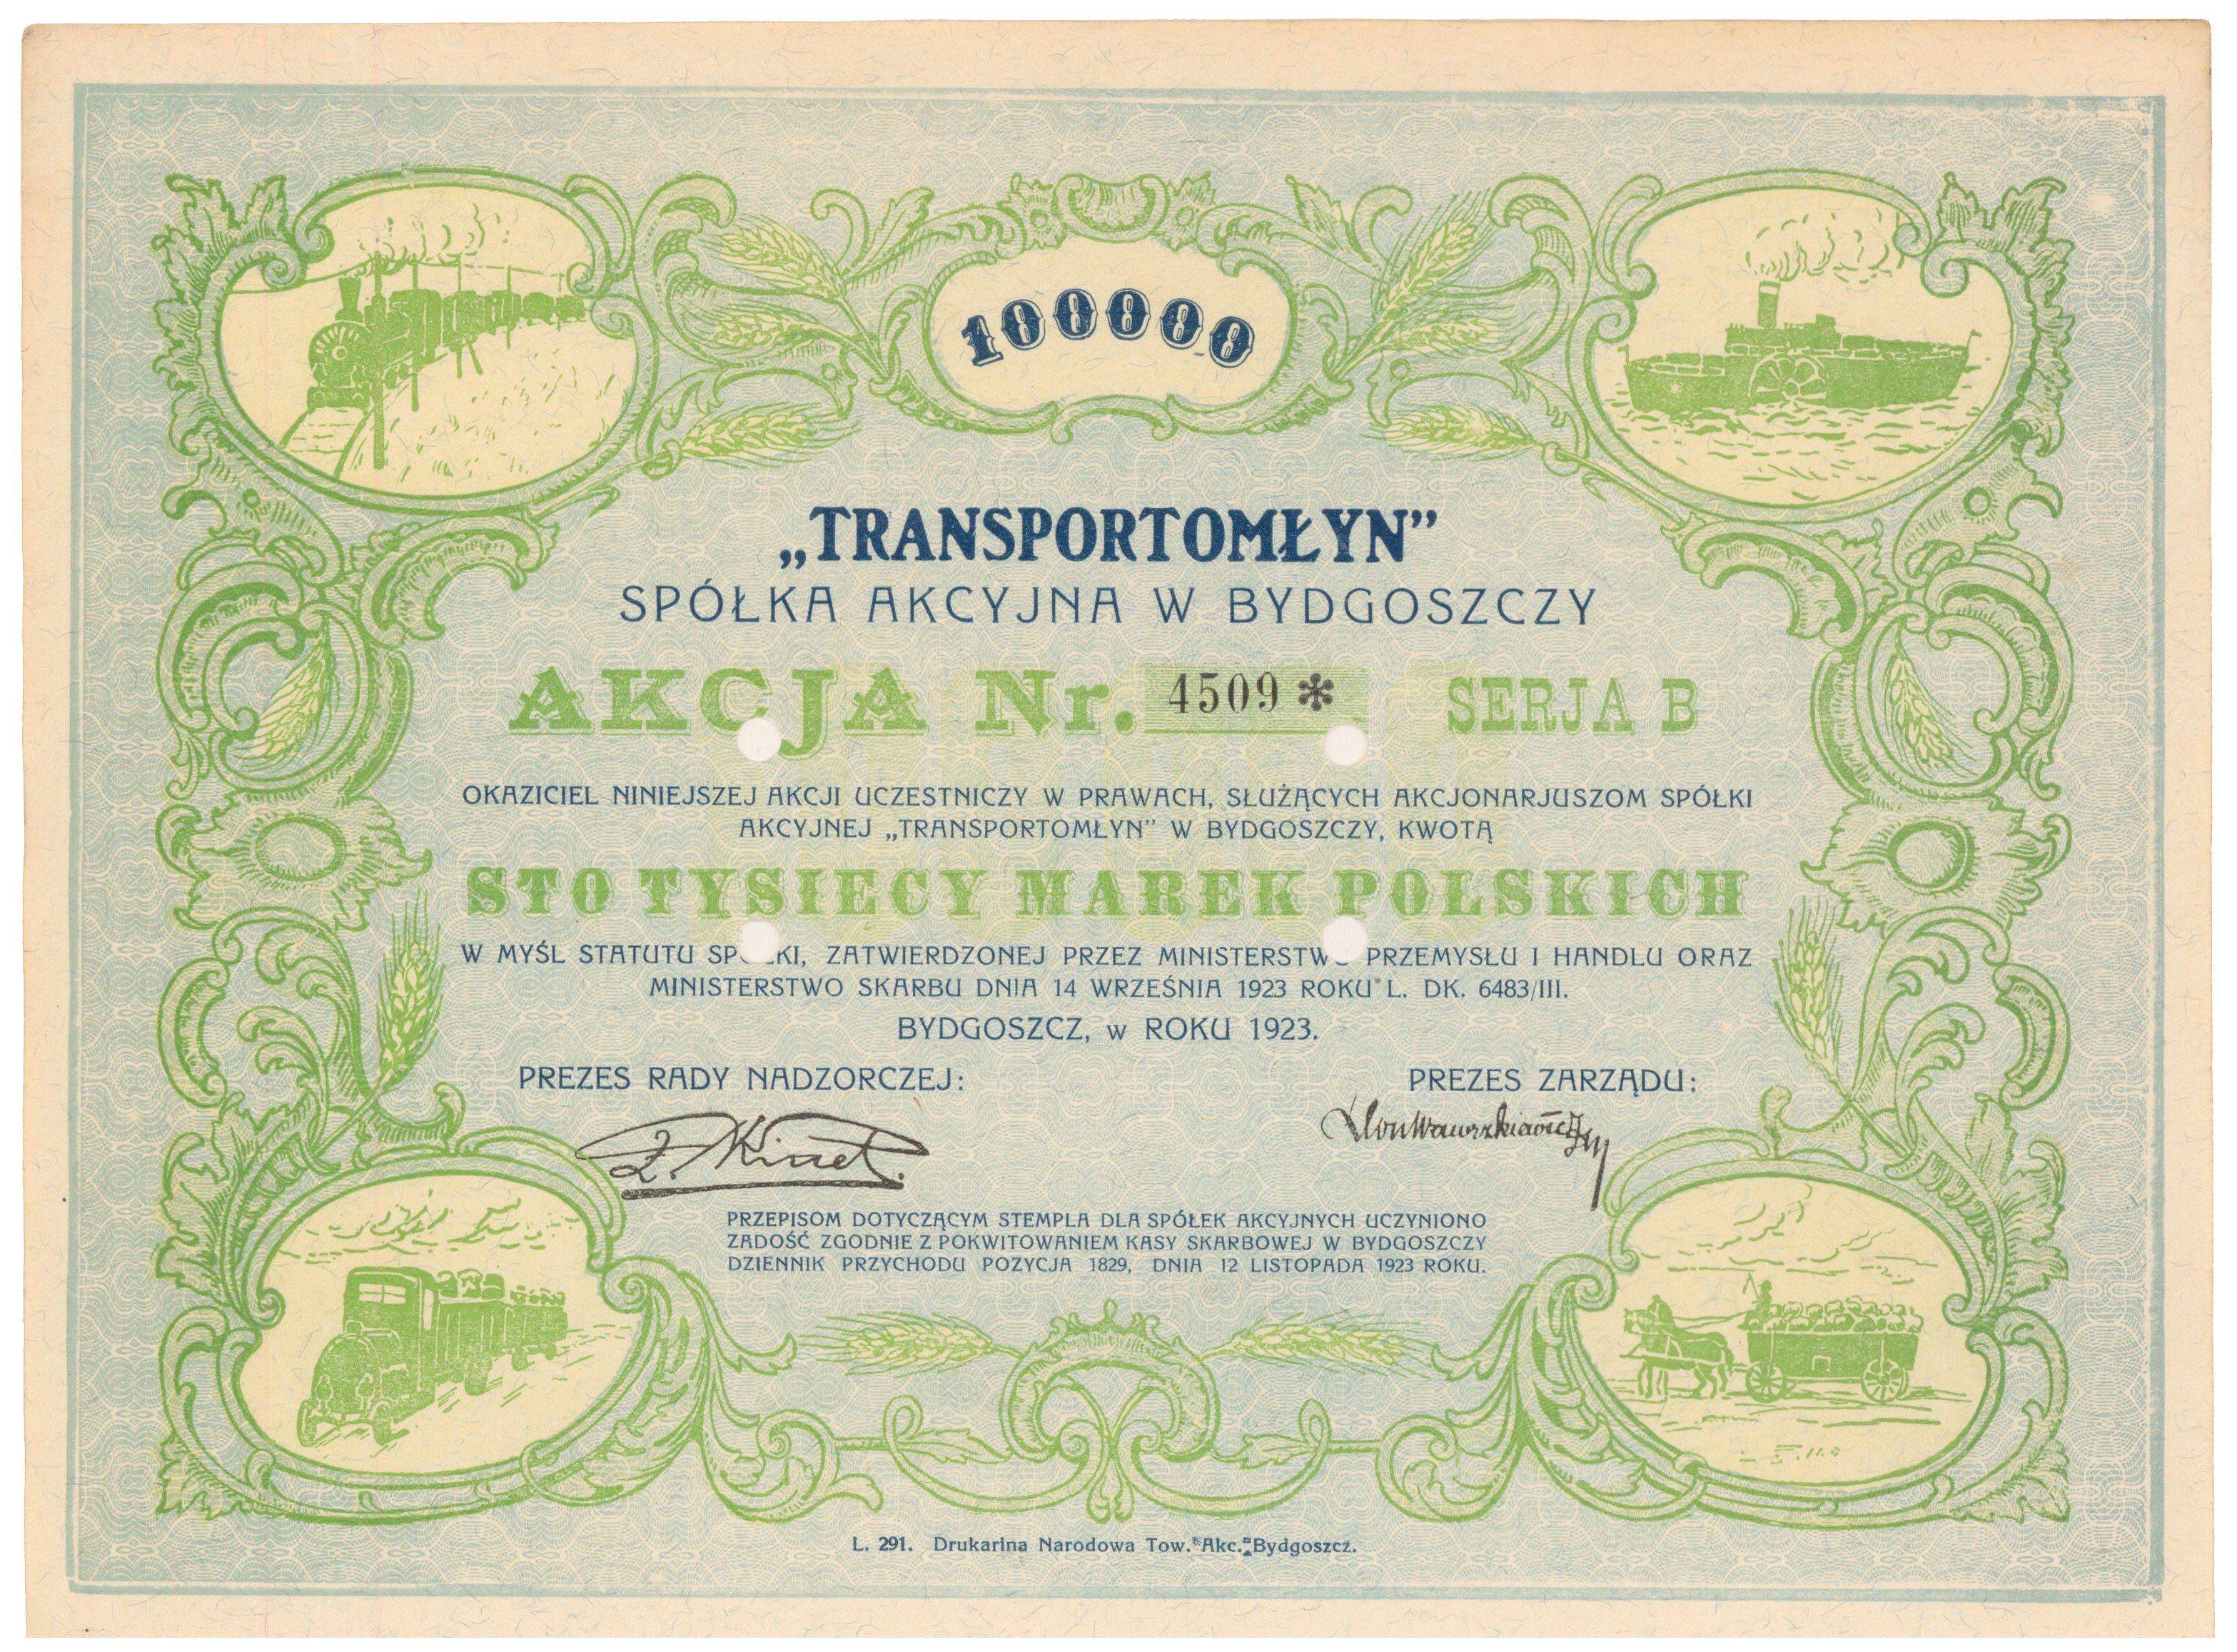 100000
„TRANSPORTOMŁYN”
SPÓŁKA AKCYJNA W BYDGOSZCZY
AKCJA Nr. 4509 * SERJA B
OKAZICIEL NINIEJSZEJ AKCJI UCZESTNICZY W PRAWACH, SŁUŻĄCYCH AKCJONARJUSZOM SPÓŁKI
AKCYJNEJ „TRANSPORTOMŁYN” W BYDGOSZCZY, KWOTĄ
STO TYSIECY MAREK POLSKICH
W MYŚL STATUTU SPÓŁKI, ZATWIERDZONEJ PRZEZ MINISTERSTWO PRZEMYSŁU I HANDLU ORAZ
MINISTERSTWO SKARBU DNIA 14 WRZEŚNIA 1923 ROKU L. DK. 6483/III.
BYDGOSZCZ, w ROKU 1923.
PREZES RADY NADZORCZEJ:
PREZES ZARZĄDU:
PRZEPISOM DOTYCZĄCYM STEMPLA DLA SPÓŁEK AKCYJNYCH UCZYNIONO
ZADOŚĆ ZGODNIE Z POKWITOWANIEM KASY SKARBOWEJ W BYDGOSZCZY
DZIENNIK PRZYCHODU POZYCJA 1829, DNIA 12 LISTOPADA 1923 ROKU.
L. 291. Drukarina Narodowa Tow. Akc. Bydgoszcz.